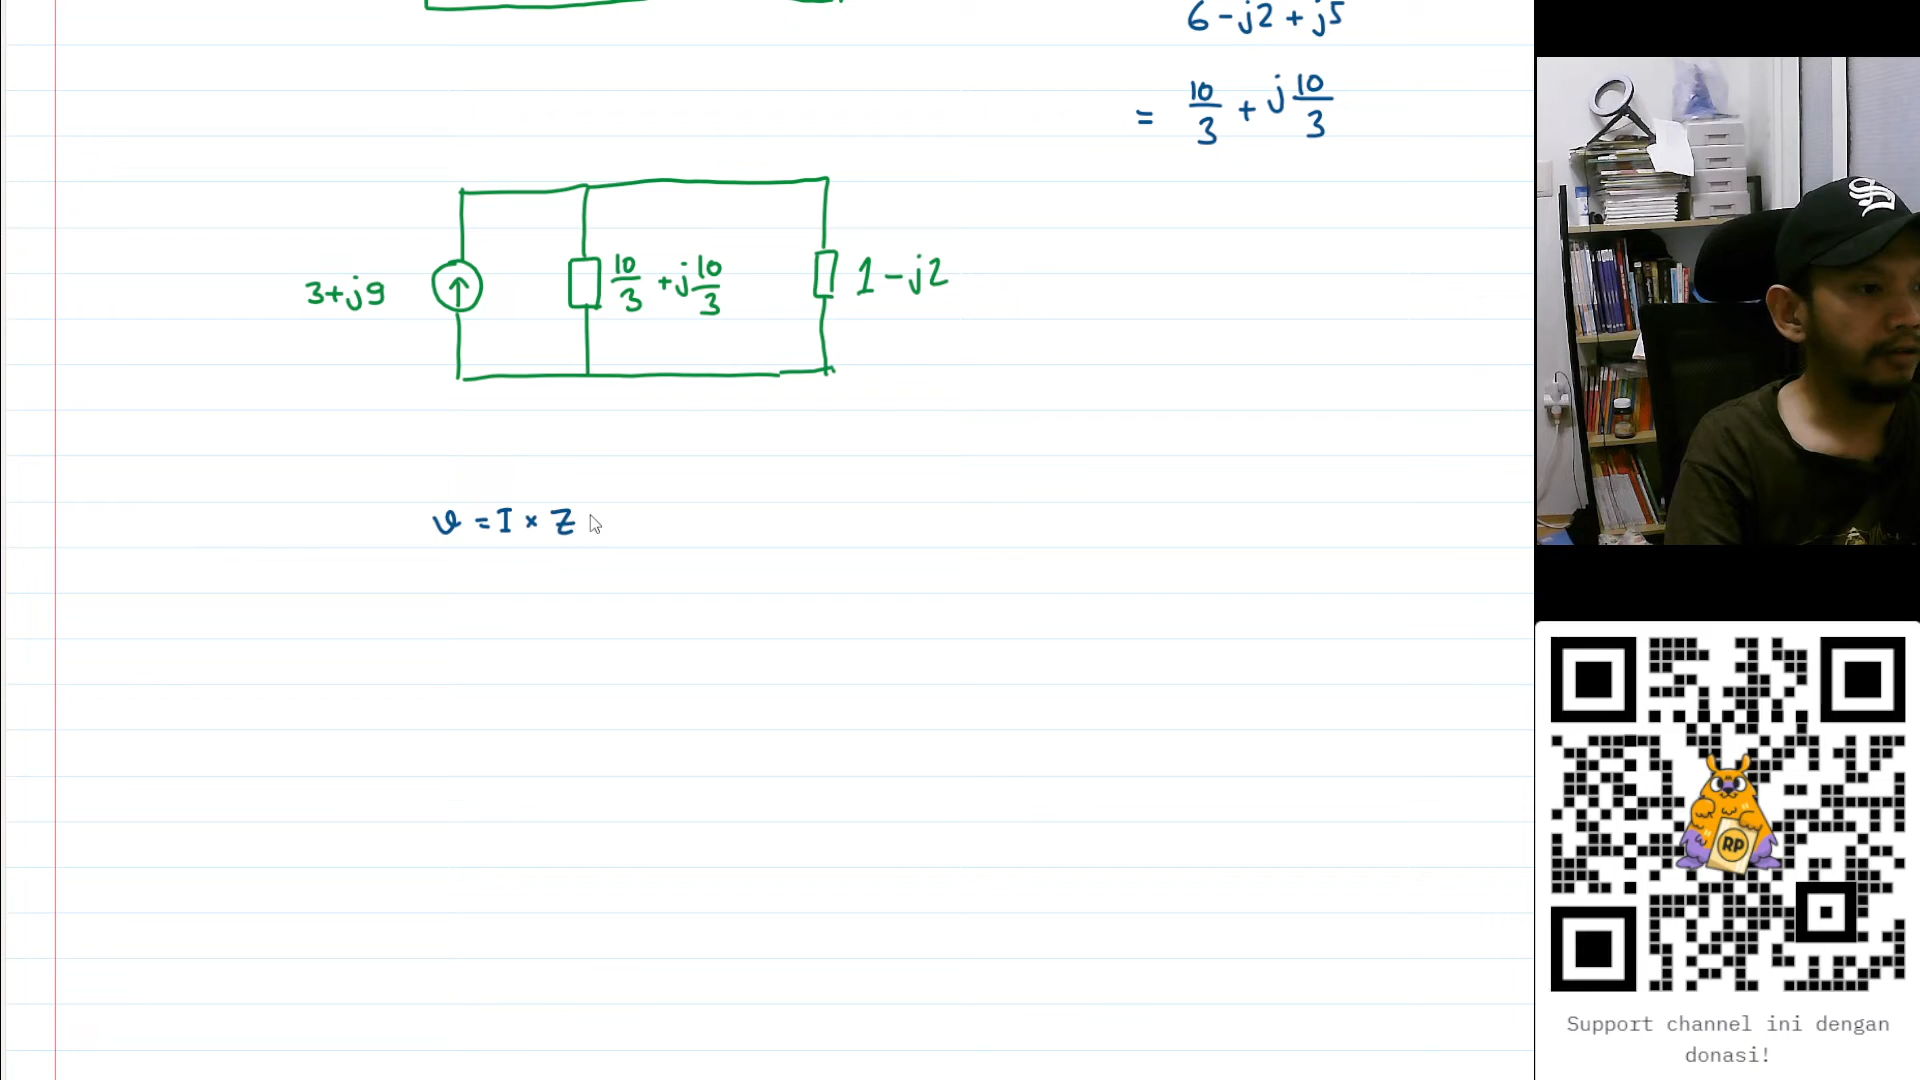 6 - j2 + j5
= 10/3 + j 10/3
3+j9
10/3 + j 10/3
1 - j2
v = I × Z
RP
Support channel ini dengan
donasi!